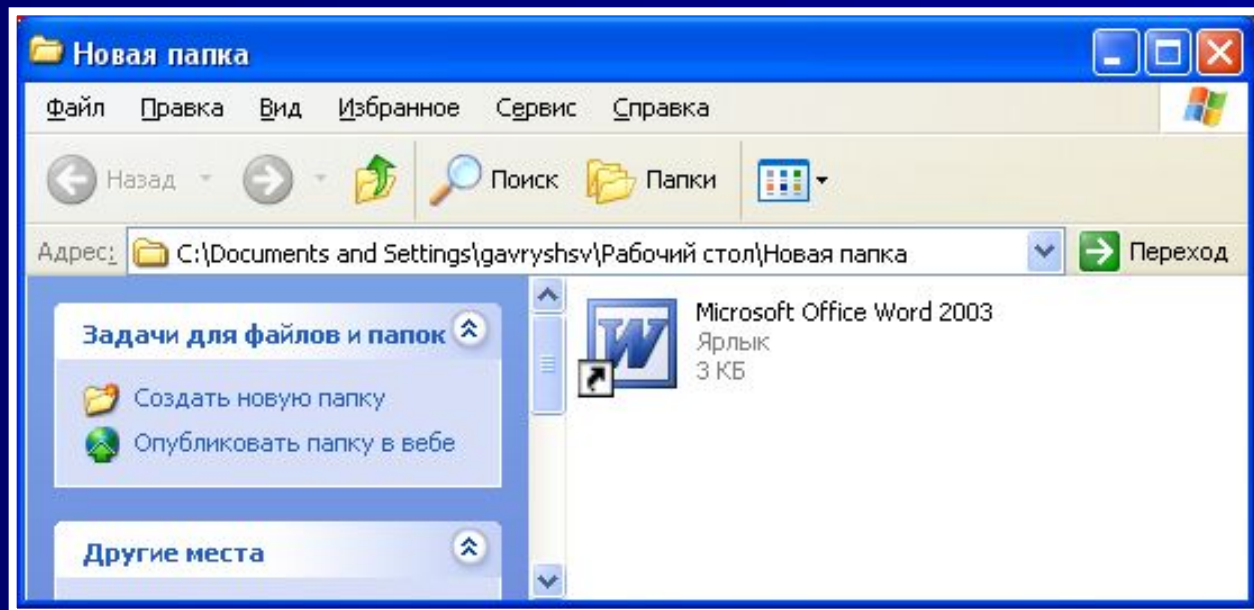 Новая папка
Файл Правка Вид Избранное Сервис Справка
Назад Поиск Папки
Адрес: C:\Documents and Settings\gavryshsv\Рабочий стол\Новая папка Переход
Задачи для файлов и папок
Создать новую папку
Опубликовать папку в вебе
Другие места
Microsoft Office Word 2003
Ярлык
3 КБ